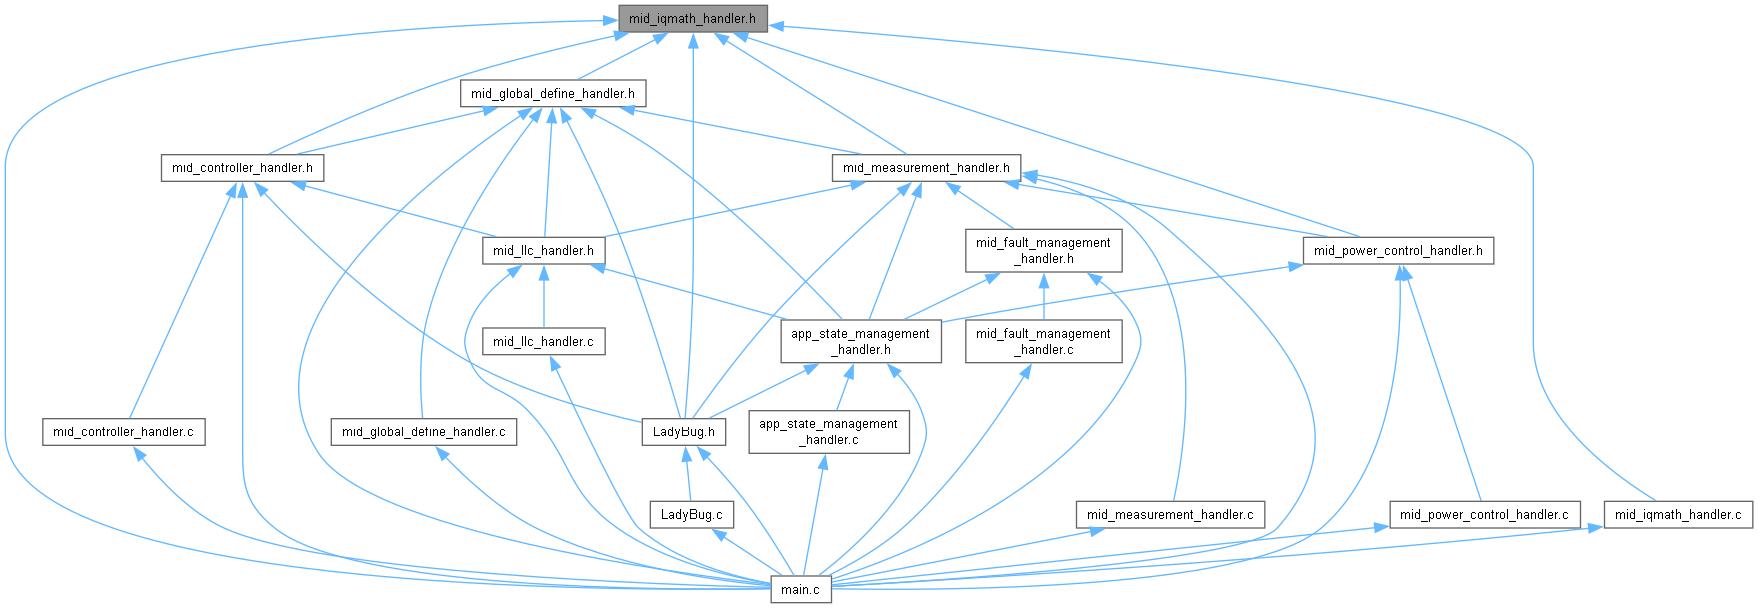 mid_iqmath_handler.h
mid_global_define_handler.h
mid_controller_handler.h
mid_measurement_handler.h
mid_llc_handler.h
mid_fault_management
_handler.h
mid_power_control_handler.h
mid_llc_handler.c
app_state_management
_handler.h
mid_fault_management
_handler.c
mid_controller_handler.c
mid_global_define_handler.c
LadyBug.h
app_state_management
_handler.c
LadyBug.c
mid_measurement_handler.c
mid_power_control_handler.c
mid_iqmath_handler.c
main.c